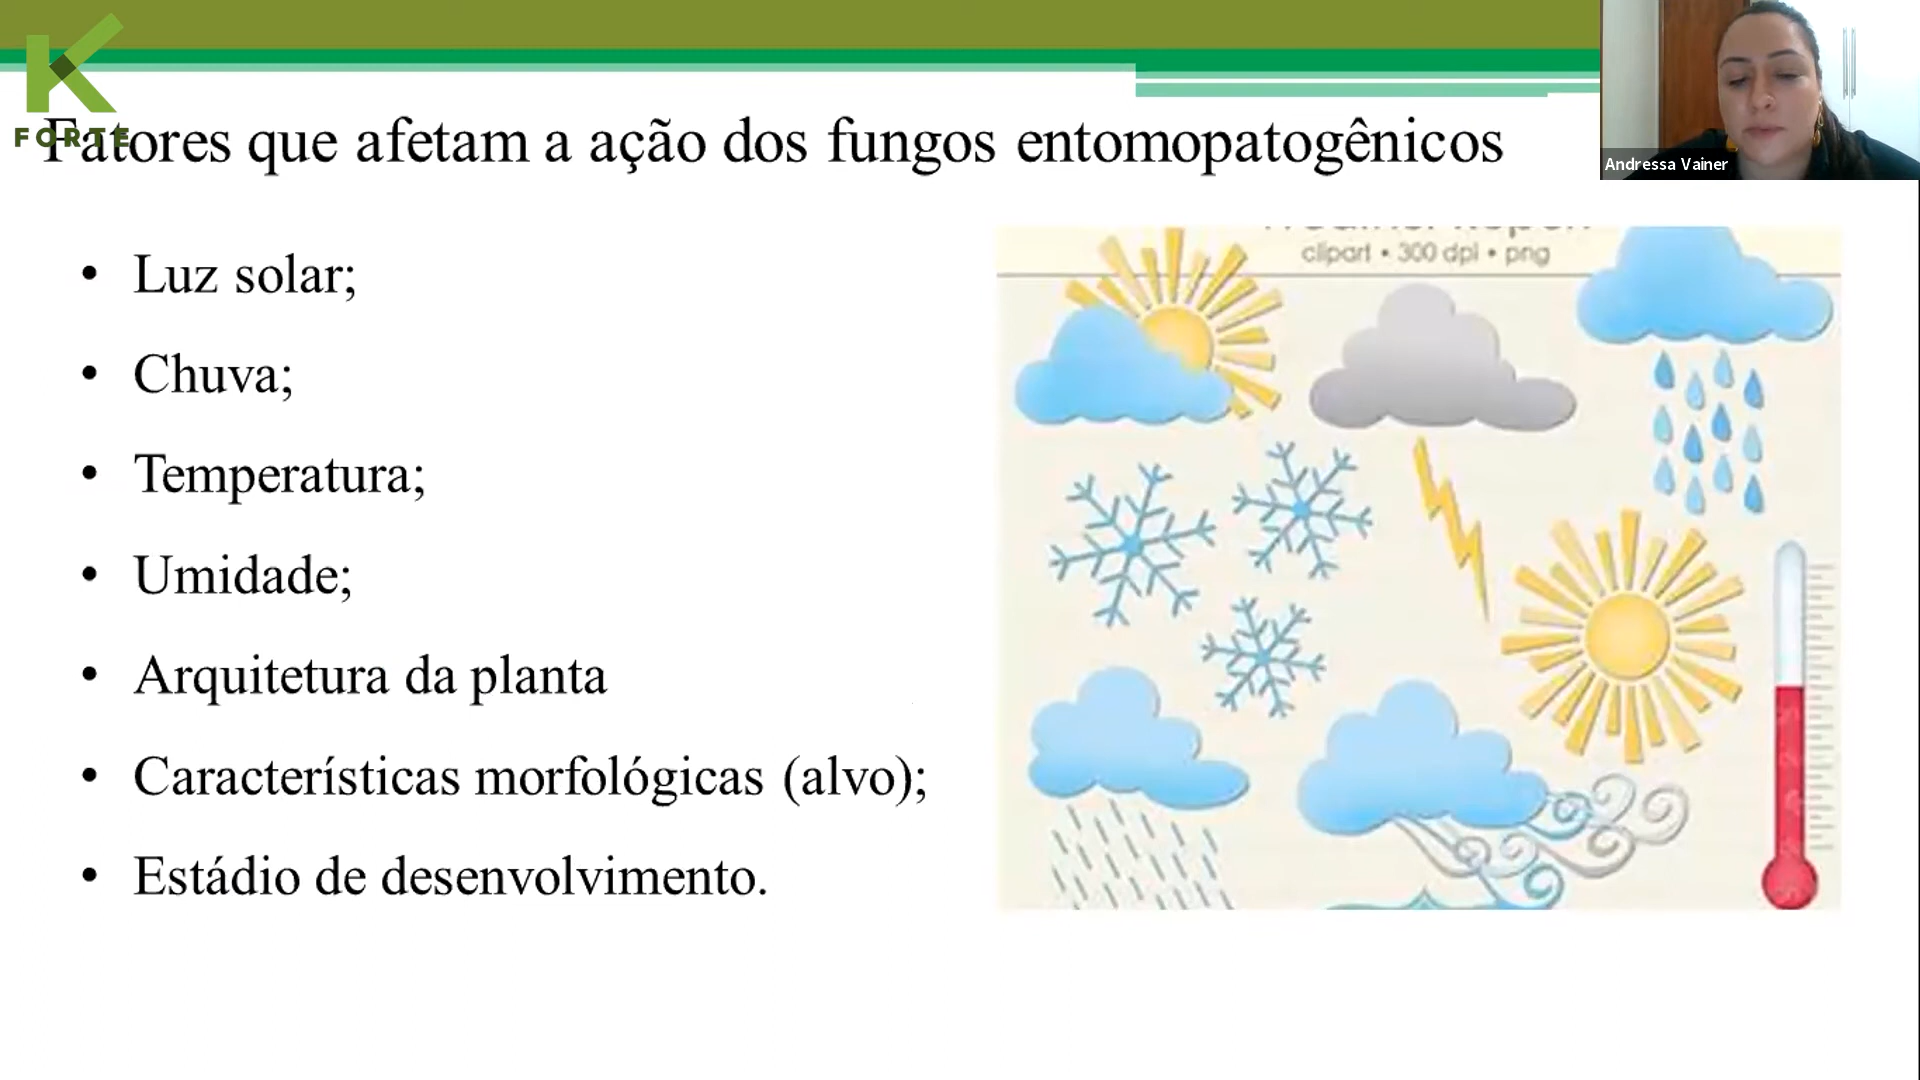 K
FORTE
Fatores que afetam a ação dos fungos entomopatogênicos
Andressa Vainer
• Luz solar;
• Chuva;
• Temperatura;
• Umidade;
• Arquitetura da planta
• Características morfológicas (alvo);
• Estádio de desenvolvimento.
clipart • 300 dpi • png